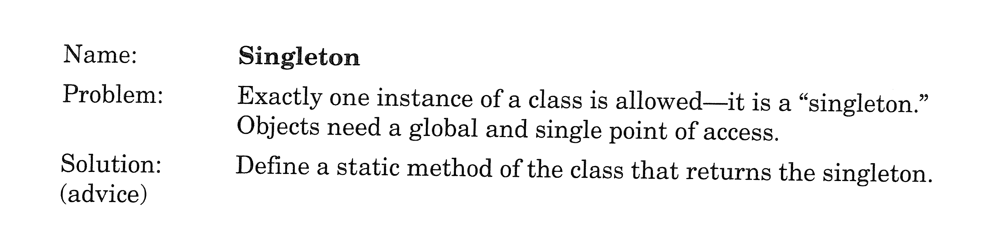 Name: Singleton
Problem: Exactly one instance of a class is allowed—it is a “singleton.”
Objects need a global and single point of access.
Solution: Define a static method of the class that returns the singleton.
(advice)